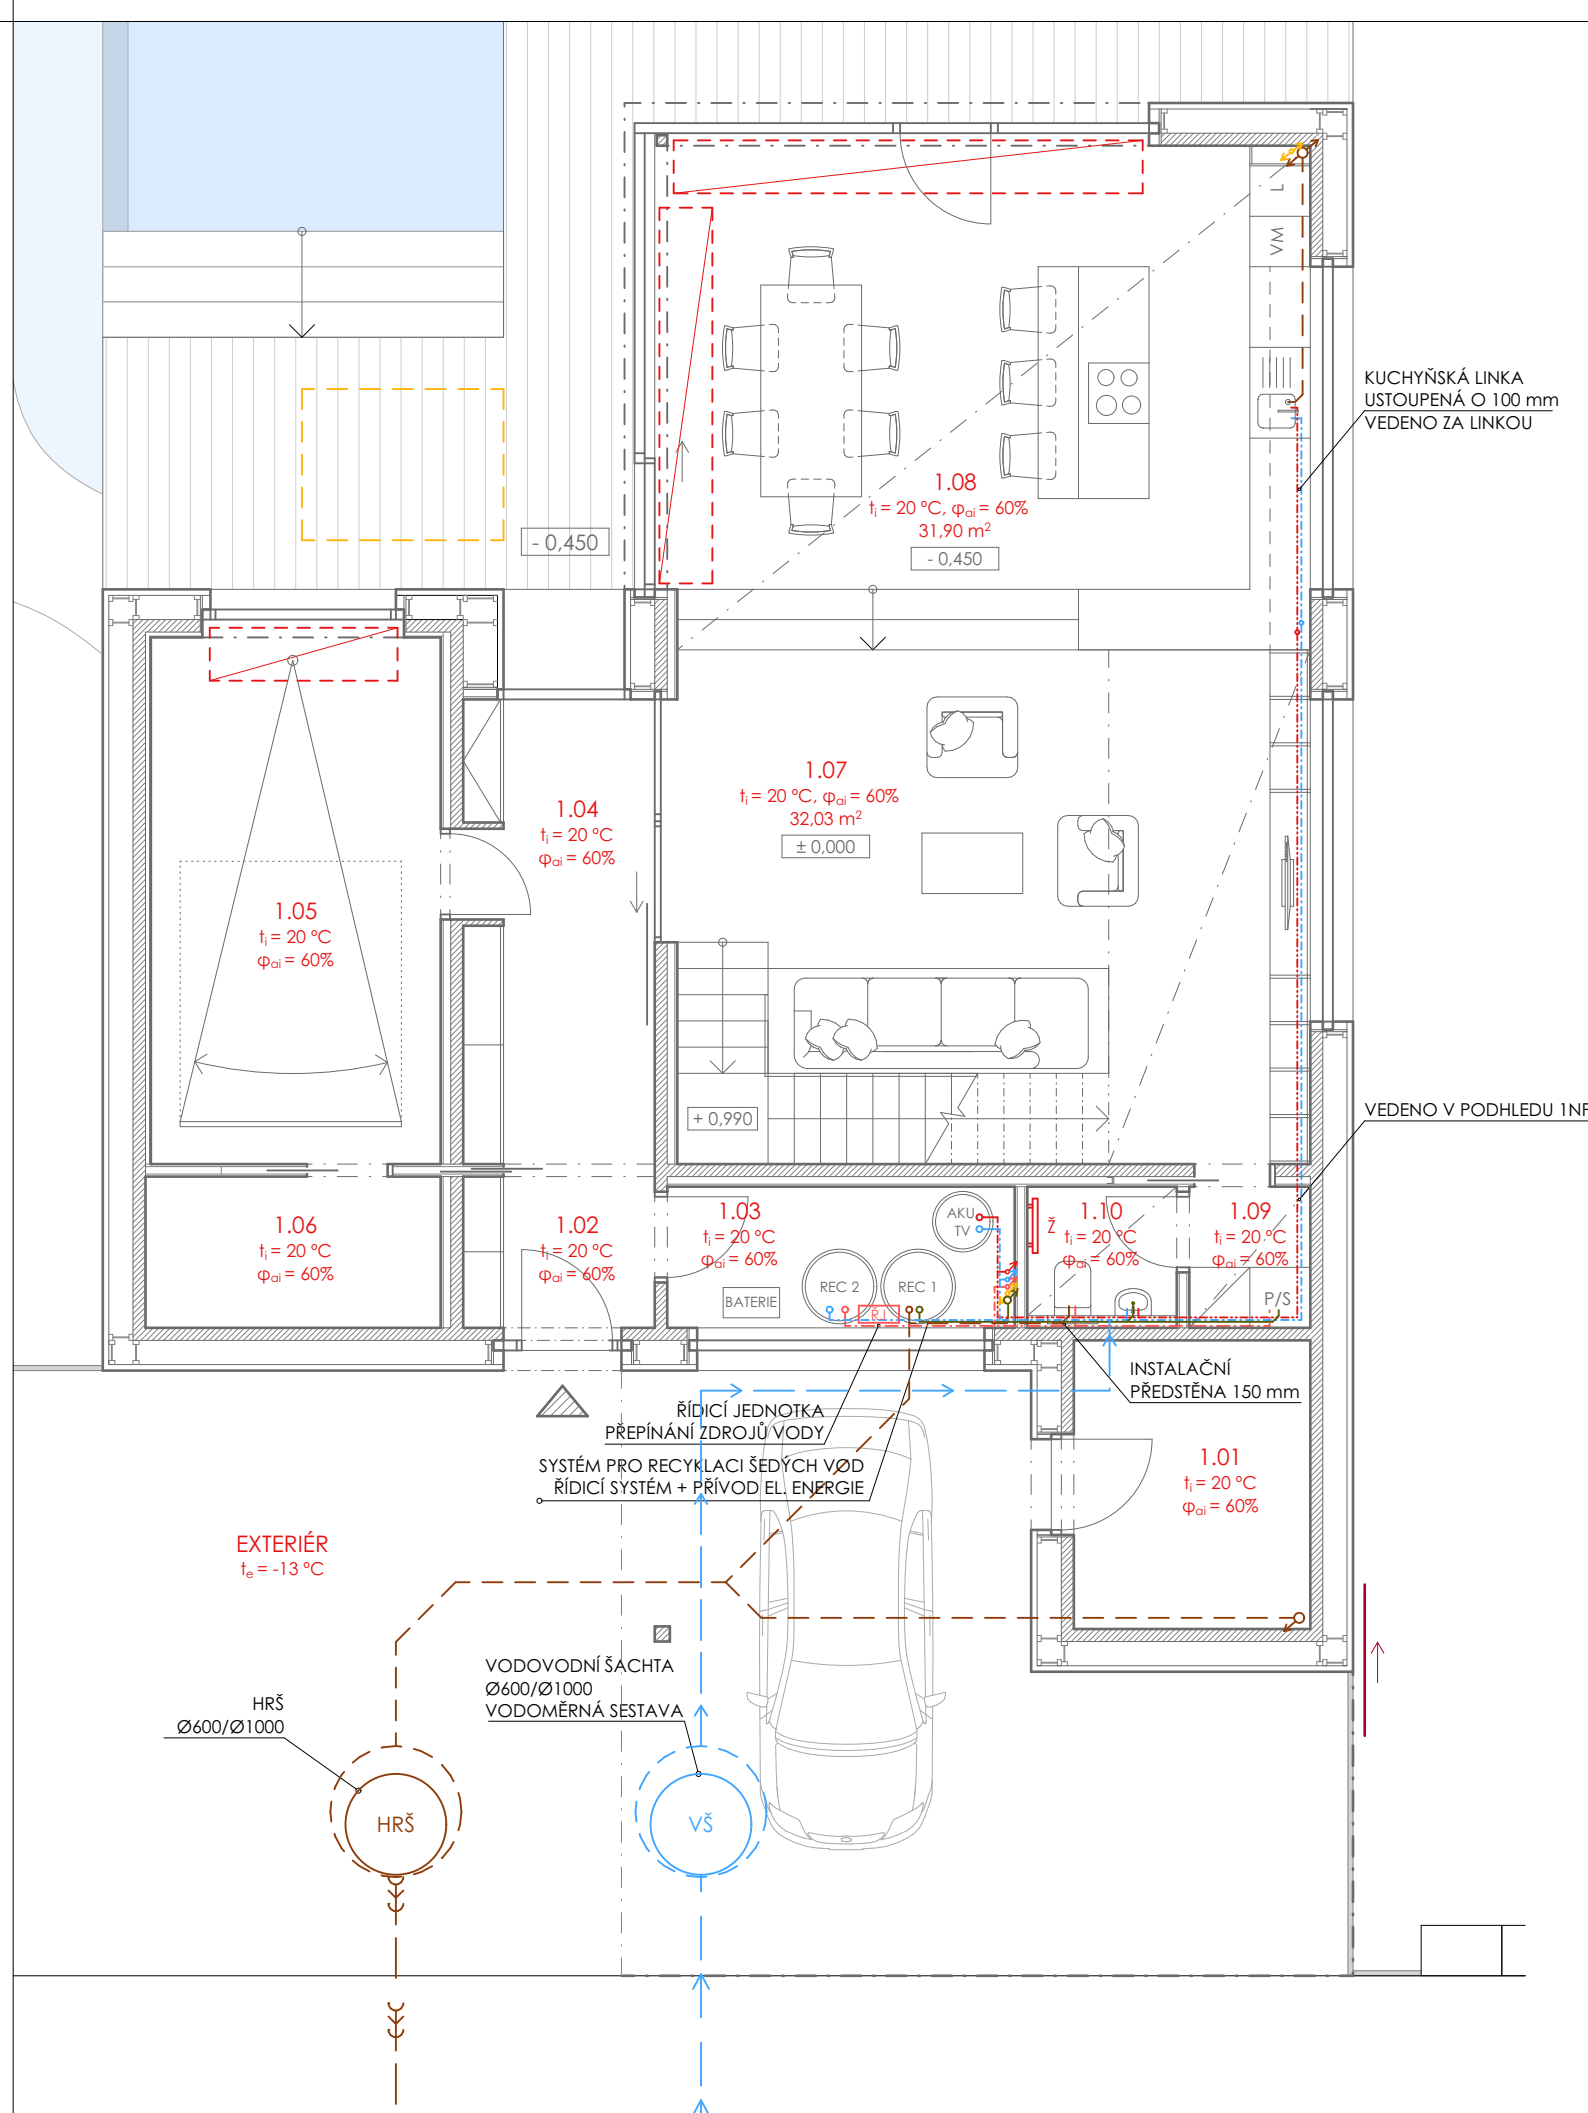 L
VM
KUCHYŇSKÁ LINKA
USTOUPENÁ O 100 mm
VEDENO ZA LINKOU
1.08
tᵢ = 20 °C, φₐᵢ = 60%
31,90 m²
- 0,450
- 0,450
1.07
tᵢ = 20 °C, φₐᵢ = 60%
32,03 m²
± 0,000
1.04
tᵢ = 20 °C
φₐᵢ = 60%
1.05
tᵢ = 20 °C
φₐᵢ = 60%
+ 0,990
VEDENO V PODHLEDU 1NP
1.06
tᵢ = 20 °C
φₐᵢ = 60%
1.02
tᵢ = 20 °C
φₐᵢ = 60%
1.03
tᵢ = 20 °C
φₐᵢ = 60%
AKU
TV
Ž
1.10
tᵢ = 20 °C
φₐᵢ = 60%
1.09
tᵢ = 20 °C
φₐᵢ = 60%
BATERIE
REC 2
REC 1
ŘJ
P/S
INSTALAČNÍ
PŘEDSTĚNA 150 mm
ŘÍDICÍ JEDNOTKA
PŘEPÍNÁNÍ ZDROJŮ VODY
SYSTÉM PRO RECYKLACI ŠEDÝCH VOD
ŘÍDICÍ SYSTÉM + PŘÍVOD EL. ENERGIE
1.01
tᵢ = 20 °C
φₐᵢ = 60%
EXTERIÉR
tₑ = -13 °C
VODOVODNÍ ŠACHTA
Ø600/Ø1000
VODOMĚRNÁ SESTAVA
HRŠ
Ø600/Ø1000
HRŠ
VŠ